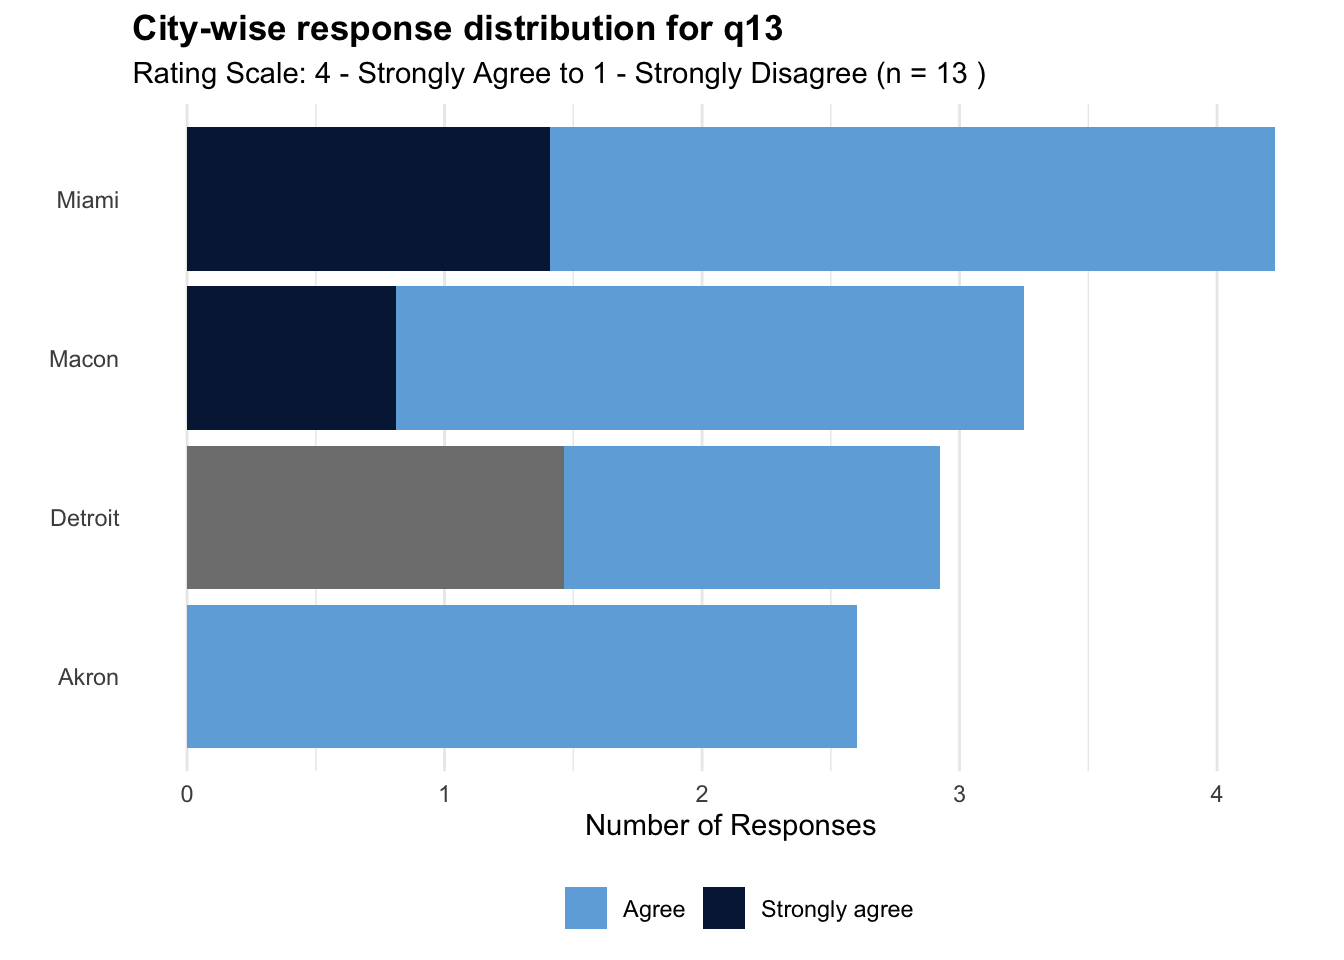 City-wise response distribution for q13
Rating Scale: 4 - Strongly Agree to 1 - Strongly Disagree (n = 13 )
Miami
Macon
Detroit
Akron
0 1 2 3 4
Number of Responses
Agree Strongly agree